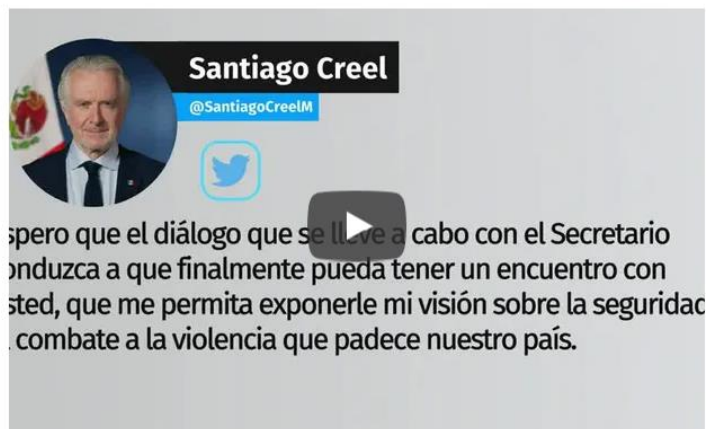 Santiago Creel
@SantiagoCreelM
spero que el diálogo que se lleve a cabo con el Secretario
onduzca a que finalmente pueda tener un encuentro con
sted, que me permita exponerle mi visión sobre la seguridad
combate a la violencia que padece nuestro país.